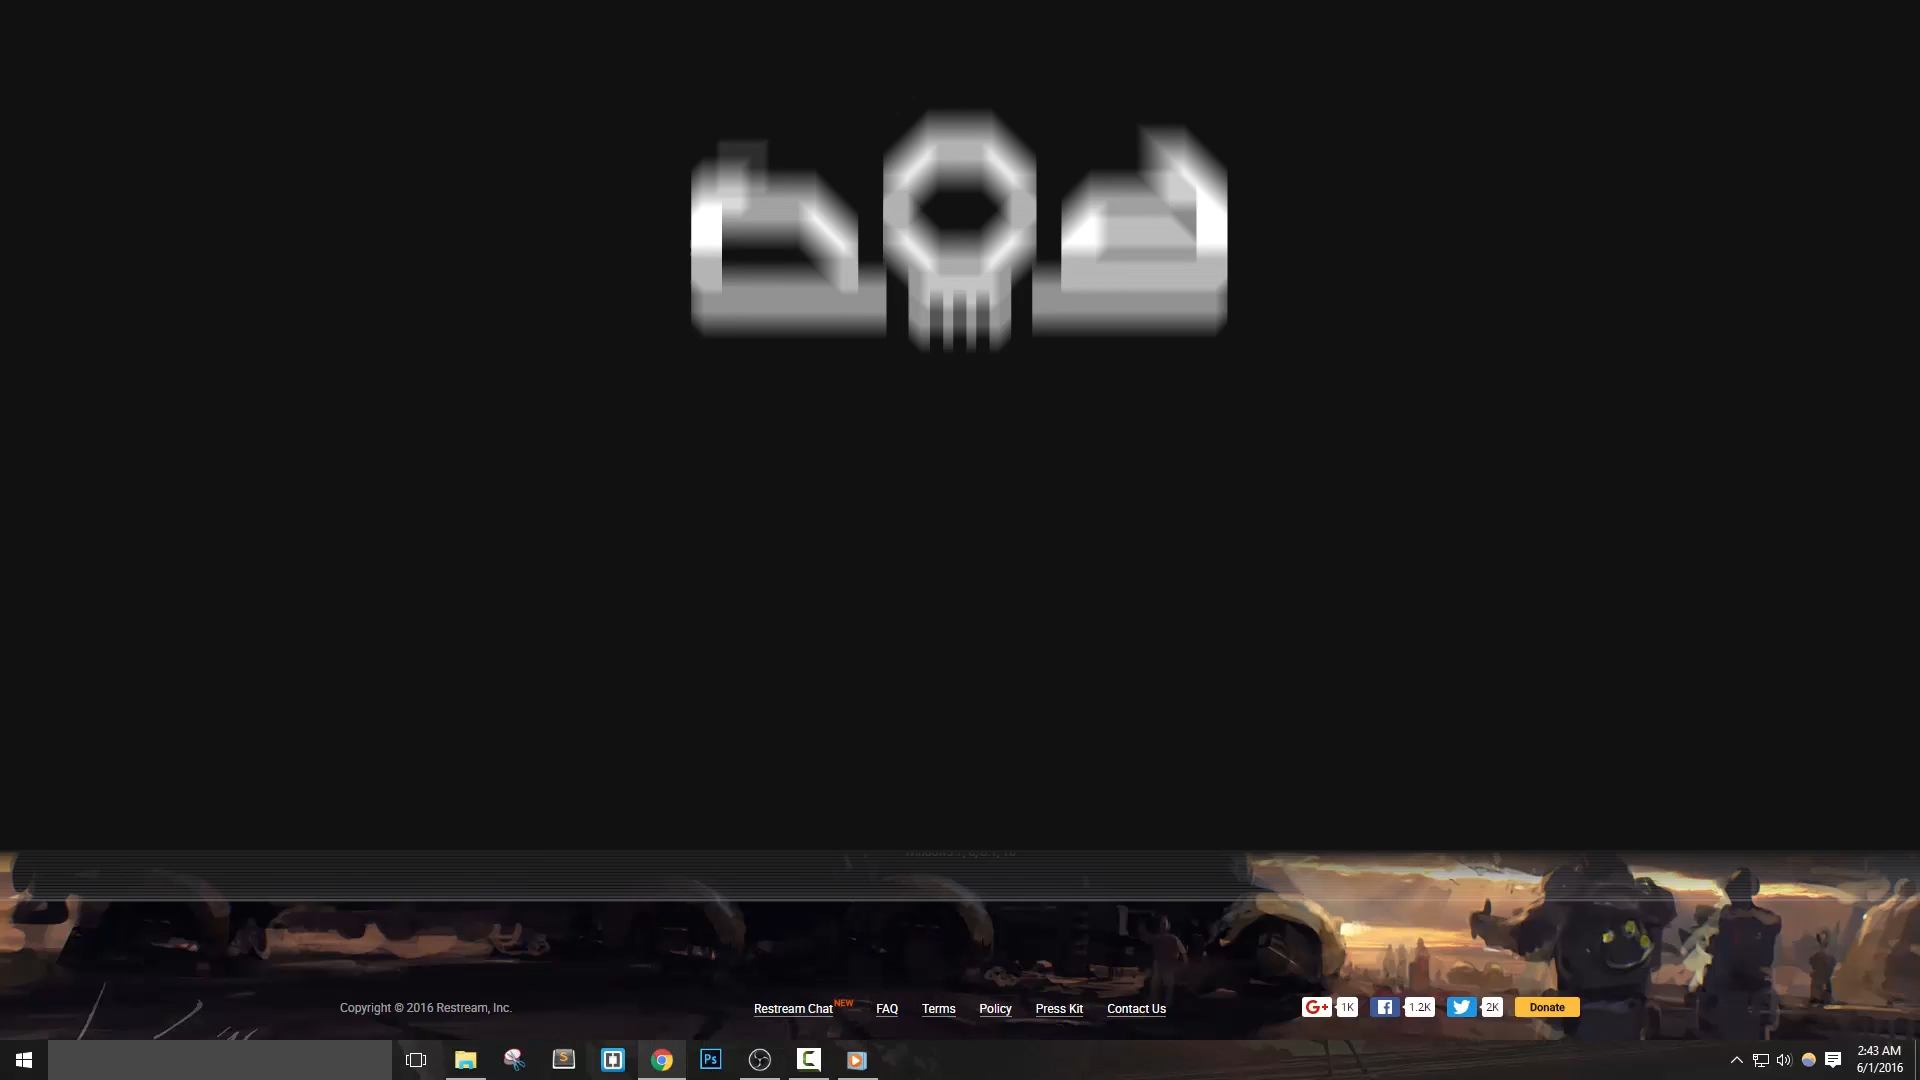 Copyright © 2016 Restream, Inc.
Restream Chat NEW
FAQ
Terms
Policy
Press Kit
Contact Us
G+ 1K
1.2K
2K
Donate
S
Ps
2:43 AM
6/1/2016